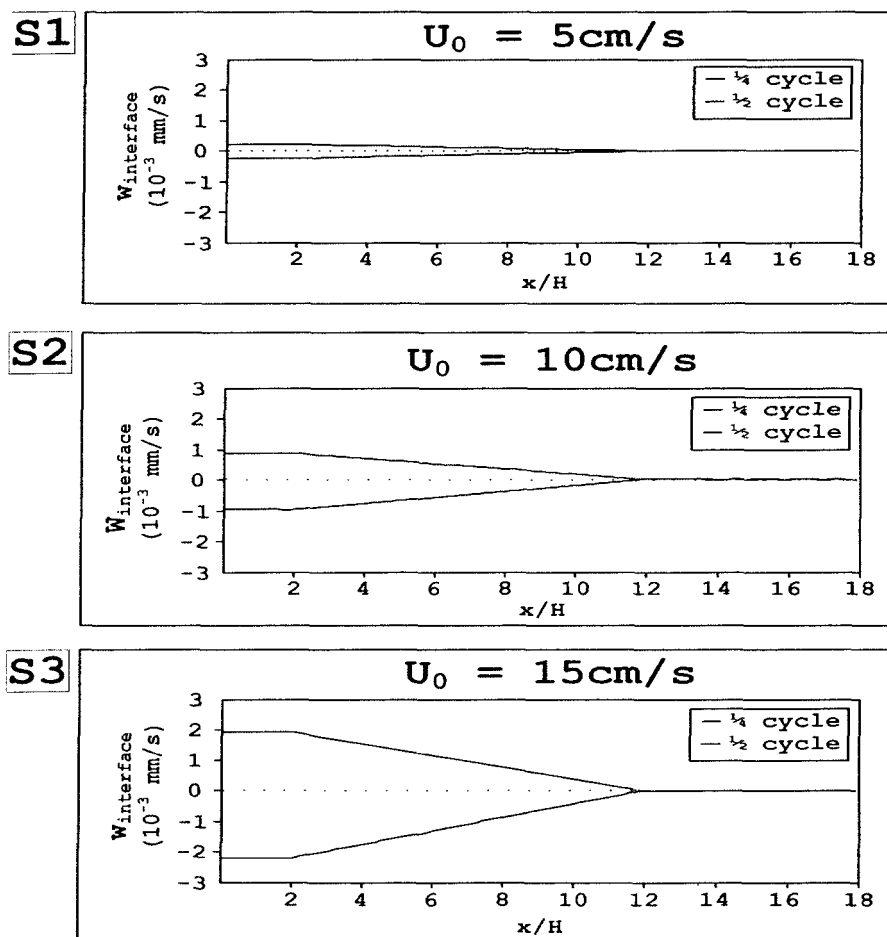 S1
U₀ = 5cm/s
W_interface (10⁻³ mm/s)
3
2
1
0
-1
-2
-3
¼ cycle
½ cycle
2 4 6 8 10 12 14 16 18
x/H
S2
U₀ = 10cm/s
W_interface (10⁻³ mm/s)
3
2
1
0
-1
-2
-3
¼ cycle
½ cycle
2 4 6 8 10 12 14 16 18
x/H
S3
U₀ = 15cm/s
W_interface (10⁻³ mm/s)
3
2
1
0
-1
-2
-3
¼ cycle
½ cycle
2 4 6 8 10 12 14 16 18
x/H